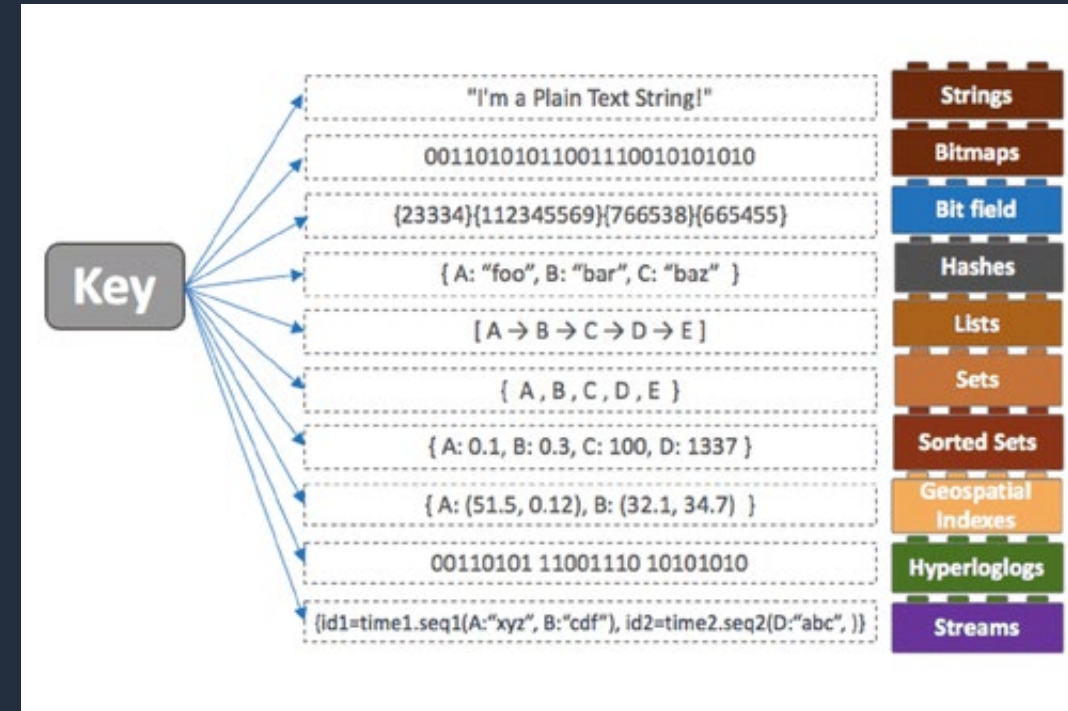 "I'm a Plain Text String!"
Strings
00110101011001110010101010
Bitmaps
{23334}{112345569}{766538}{665455}
Bit field
Key
{ A: “foo”, B: “bar”, C: “baz” }
Hashes
[ A → B → C → D → E ]
Lists
{ A , B , C , D , E }
Sets
{ A: 0.1, B: 0.3, C: 100, D: 1337 }
Sorted Sets
{ A: (51.5, 0.12), B: (32.1, 34.7) }
Geospatial
Indexes
00110101 11001110 10101010
Hyperloglogs
{id1=time1.seq1(A:“xyz”, B:“cdf”), id2=time2.seq2(D:“abc”, )}
Streams